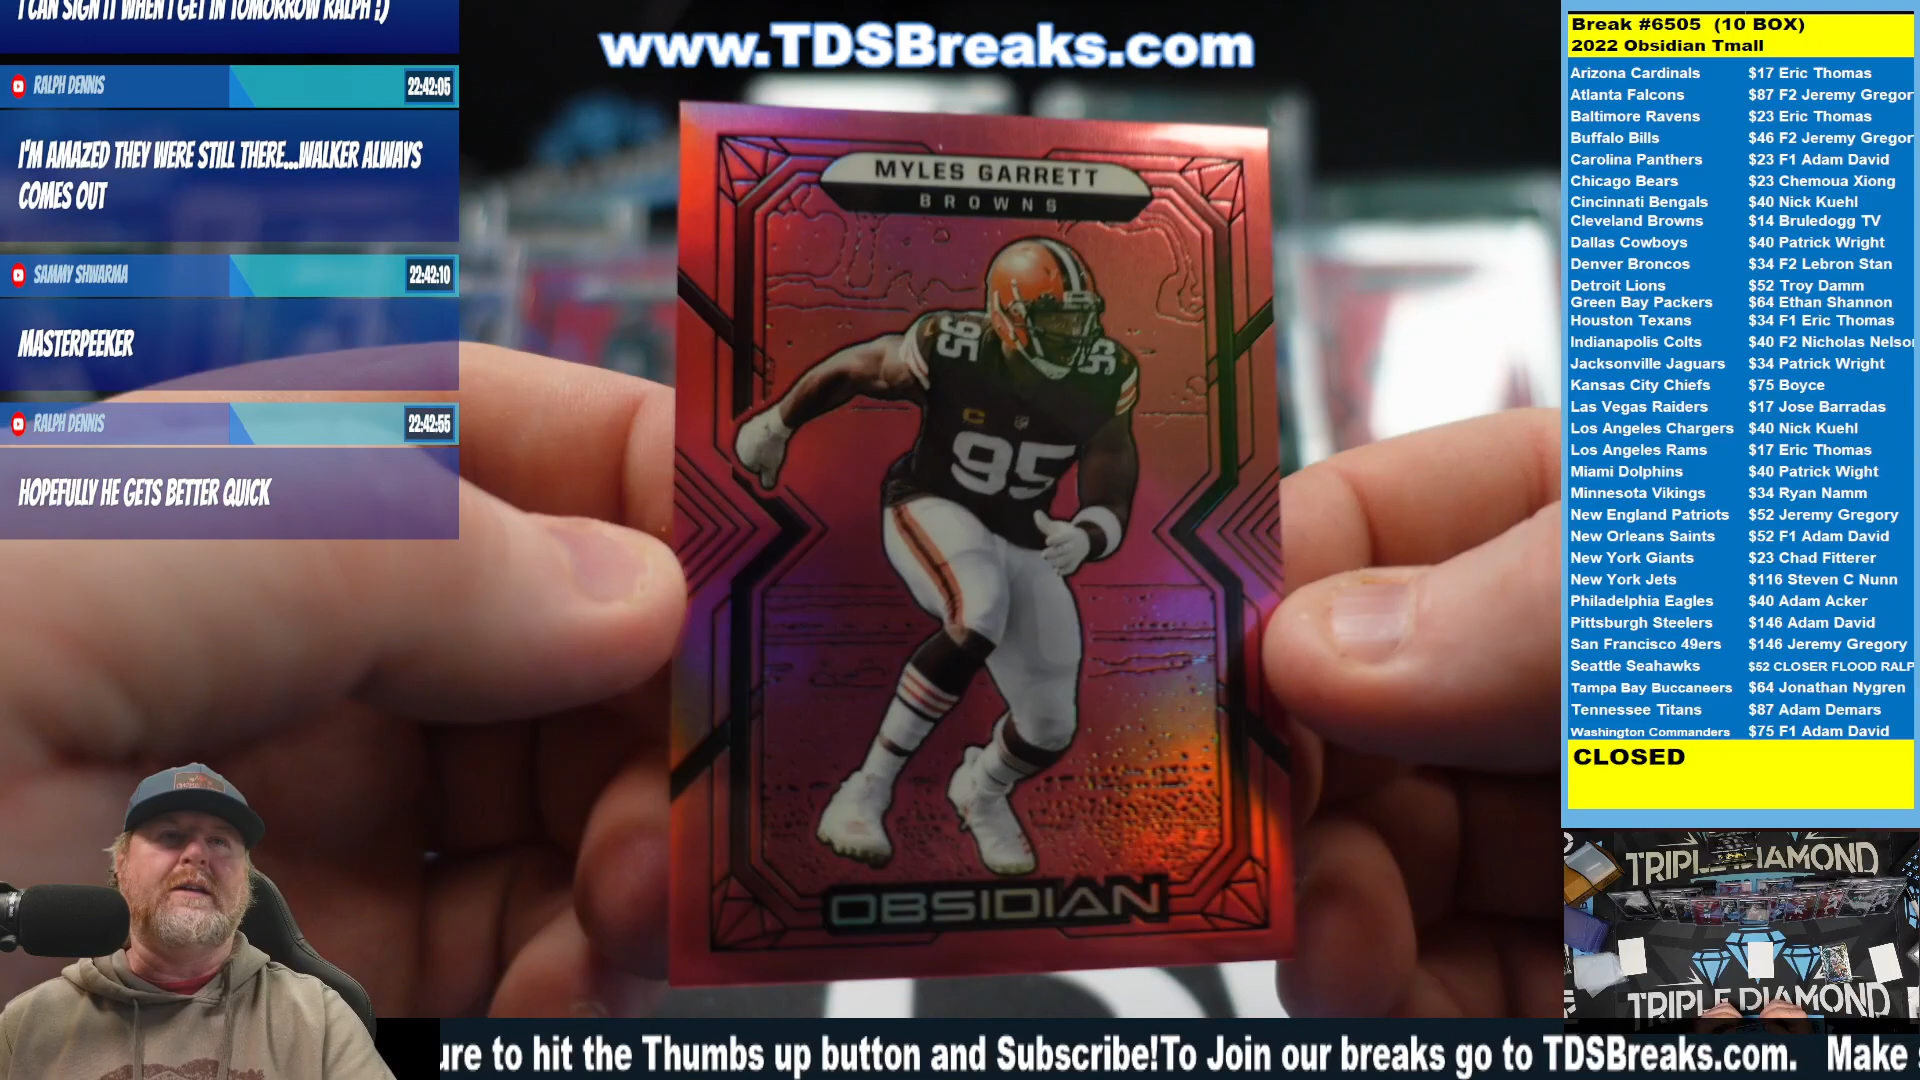 I CAN SIGN IT WHEN I GET IN TOMORROW RALPH :)
RALPH DENNIS
22:42:05
I'M AMAZED THEY WERE STILL THERE...WALKER ALWAYS
COMES OUT
SAMMY SHWARMA
22:42:10
MASTERPEEKER
RALPH DENNIS
22:42:55
HOPEFULLY HE GETS BETTER QUICK
www.TDSBreaks.com
MYLES GARRETT
BROWNS
95
95
95
OBSIDIAN
Break #6505 (10 BOX)
2022 Obsidian Tmall
Arizona Cardinals $17 Eric Thomas
Atlanta Falcons $87 F2 Jeremy Gregor
Baltimore Ravens $23 Eric Thomas
Buffalo Bills $46 F2 Jeremy Gregor
Carolina Panthers $23 F1 Adam David
Chicago Bears $23 Chemoua Xiong
Cincinnati Bengals $40 Nick Kuehl
Cleveland Browns $14 Bruledogg TV
Dallas Cowboys $40 Patrick Wright
Denver Broncos $34 F2 Lebron Stan
Detroit Lions $52 Troy Damm
Green Bay Packers $64 Ethan Shannon
Houston Texans $34 F1 Eric Thomas
Indianapolis Colts $40 F2 Nicholas Nelson
Jacksonville Jaguars $34 Patrick Wright
Kansas City Chiefs $75 Boyce
Las Vegas Raiders $17 Jose Barradas
Los Angeles Chargers $40 Nick Kuehl
Los Angeles Rams $17 Eric Thomas
Miami Dolphins $40 Patrick Wight
Minnesota Vikings $34 Ryan Namm
New England Patriots $52 Jeremy Gregory
New Orleans Saints $52 F1 Adam David
New York Giants $23 Chad Fitterer
New York Jets $116 Steven C Nunn
Philadelphia Eagles $40 Adam Acker
Pittsburgh Steelers $146 Adam David
San Francisco 49ers $146 Jeremy Gregory
Seattle Seahawks $52 CLOSER FLOOD RALP
Tampa Bay Buccaneers $64 Jonathan Nygren
Tennessee Titans $87 Adam Demars
Washington Commanders $75 F1 Adam David
CLOSED
TRIPLE DIAMOND
TRIPLE DIAMOND
ure to hit the Thumbs up button and Subscribe!To Join our breaks go to TDSBreaks.com. Make